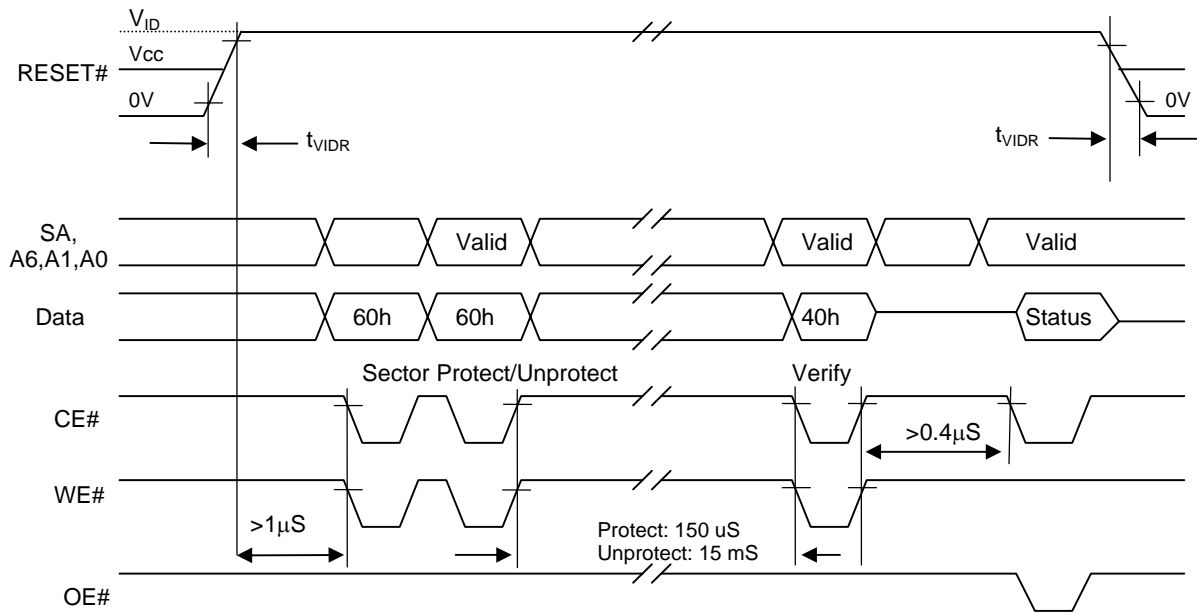 VID
Vcc
RESET#
0V
0V
tVIDR
tVIDR
SA,
A6,A1,A0
Valid
Valid
Valid
Data
60h
60h
40h
Status
Sector Protect/Unprotect
Verify
CE#
>0.4μS
WE#
>1μS
Protect: 150 uS
Unprotect: 15 mS
OE#